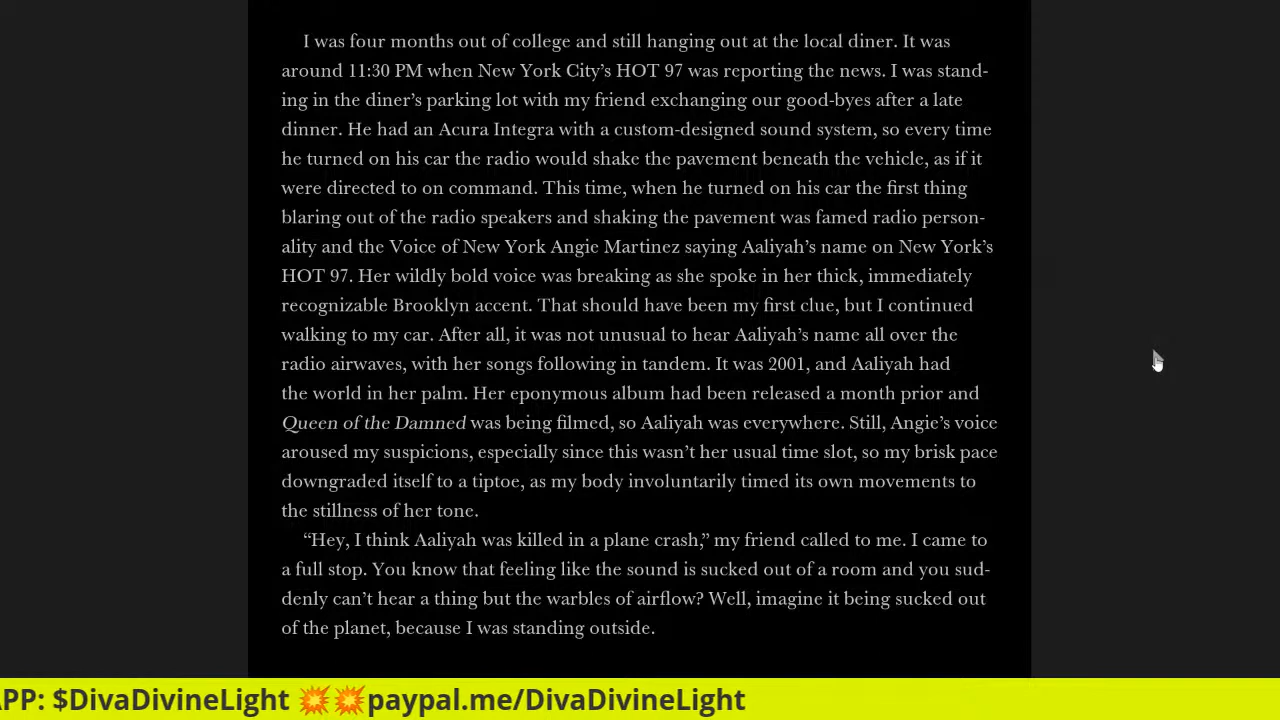 I was four months out of college and still hanging out at the local diner. It was
around 11:30 PM when New York City’s HOT 97 was reporting the news. I was stand-
ing in the diner’s parking lot with my friend exchanging our good-byes after a late
dinner. He had an Acura Integra with a custom-designed sound system, so every time
he turned on his car the radio would shake the pavement beneath the vehicle, as if it
were directed to on command. This time, when he turned on his car the first thing
blaring out of the radio speakers and shaking the pavement was famed radio person-
ality and the Voice of New York Angie Martinez saying Aaliyah’s name on New York’s
HOT 97. Her wildly bold voice was breaking as she spoke in her thick, immediately
recognizable Brooklyn accent. That should have been my first clue, but I continued
walking to my car. After all, it was not unusual to hear Aaliyah’s name all over the
radio airwaves, with her songs following in tandem. It was 2001, and Aaliyah had
the world in her palm. Her eponymous album had been released a month prior and
Queen of the Damned was being filmed, so Aaliyah was everywhere. Still, Angie’s voice
aroused my suspicions, especially since this wasn’t her usual time slot, so my brisk pace
downgraded itself to a tiptoe, as my body involuntarily timed its own movements to
the stillness of her tone.
“Hey, I think Aaliyah was killed in a plane crash,” my friend called to me. I came to
a full stop. You know that feeling like the sound is sucked out of a room and you sud-
denly can’t hear a thing but the warbles of airflow? Well, imagine it being sucked out
of the planet, because I was standing outside.
APP: $DivaDivineLight 💥💥paypal.me/DivaDivineLight